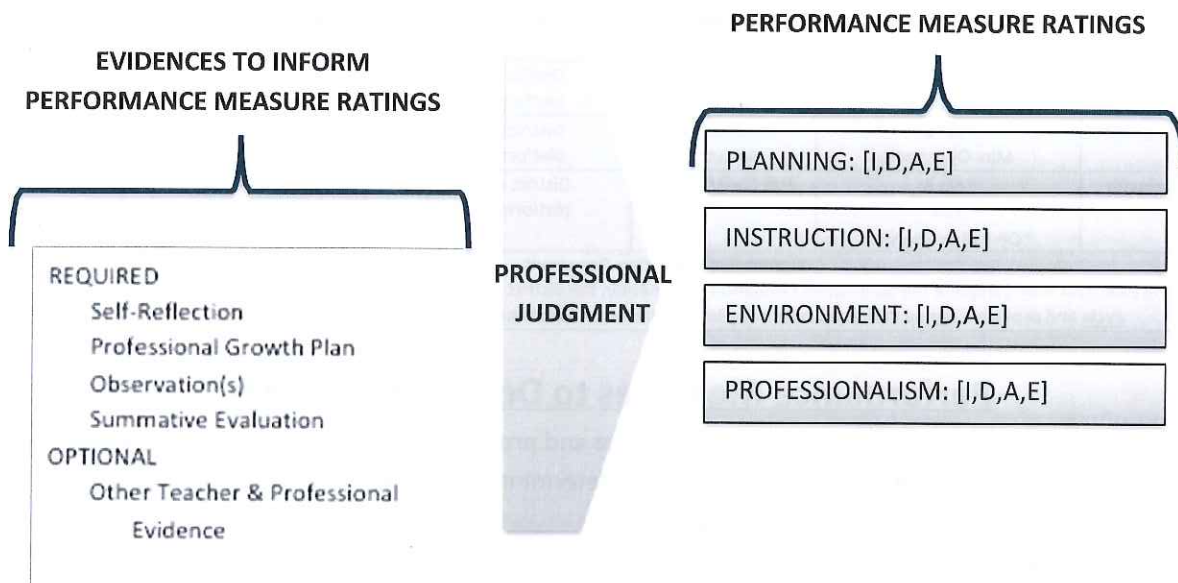 EVIDENCES TO INFORM
PERFORMANCE MEASURE RATINGS
REQUIRED
Self-Reflection
Professional Growth Plan
Observation(s)
Summative Evaluation
OPTIONAL
Other Teacher & Professional
Evidence
PROFESSIONAL
JUDGMENT
PERFORMANCE MEASURE RATINGS
PLANNING: [I,D,A,E]
INSTRUCTION: [I,D,A,E]
ENVIRONMENT: [I,D,A,E]
PROFESSIONALISM: [I,D,A,E]